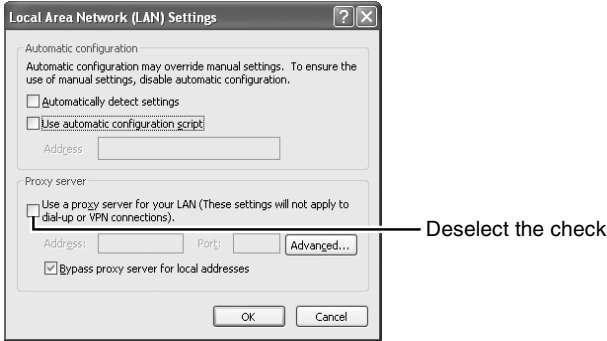 Local Area Network (LAN) Settings
Automatic configuration
Automatic configuration may override manual settings. To ensure the
use of manual settings, disable automatic configuration.
Automatically detect settings
Use automatic configuration script
Address
Proxy server
Use a proxy server for your LAN (These settings will not apply to
dial-up or VPN connections).
Deselect the check
Address: Port: Advanced...
Bypass proxy server for local addresses
OK Cancel